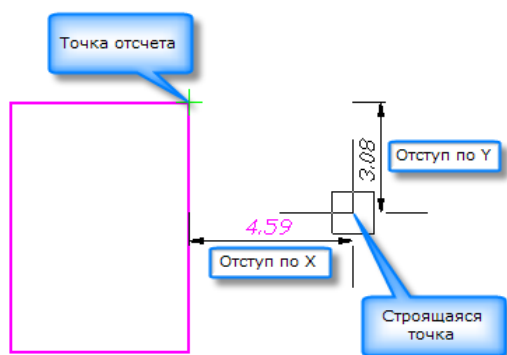 Точка отсчета
3.08
Отступ по Y
4.59
Отступ по X
Строящаяся
точка